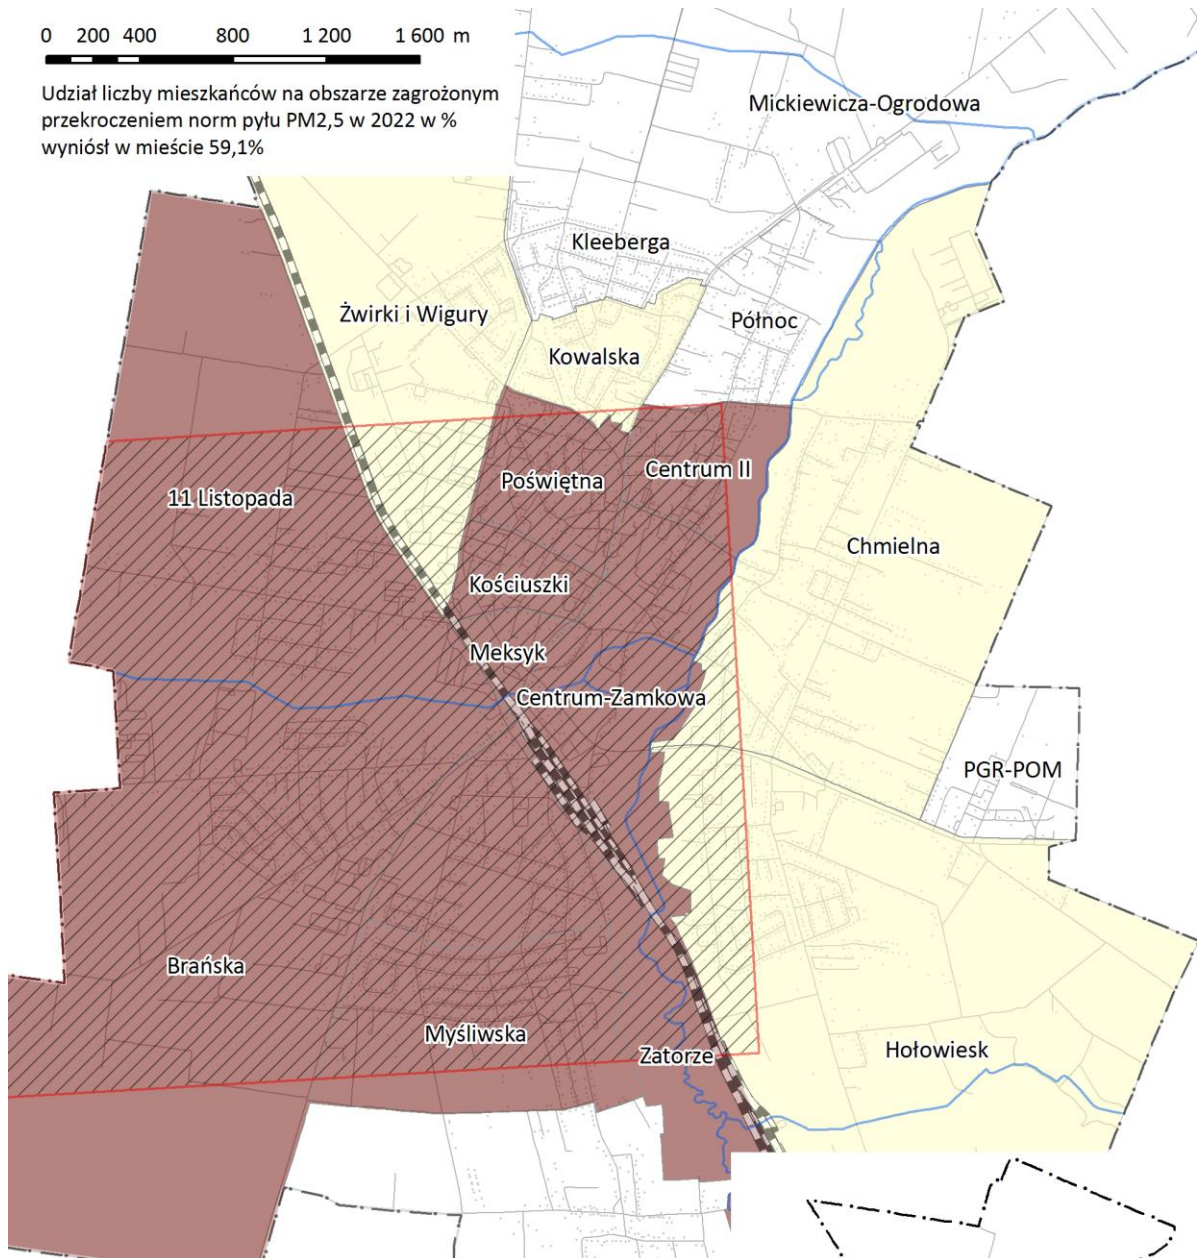 0 200 400 800 1 200 1 600 m
Udział liczby mieszkańców na obszarze zagrożonym
przekroczeniem norm pyłu PM2,5 w 2022 w %
wyniósł w mieście 59,1%
Mickiewicza-Ogrodowa
Kleeberga
Żwirki i Wigury
Północ
Kowalska
Poświętna
Centrum II
11 Listopada
Chmielna
Kościuszki
Meksyk
Centrum-Zamkowa
PGR-POM
Brańska
Myśliwska
Zatorze
Hołowiesk